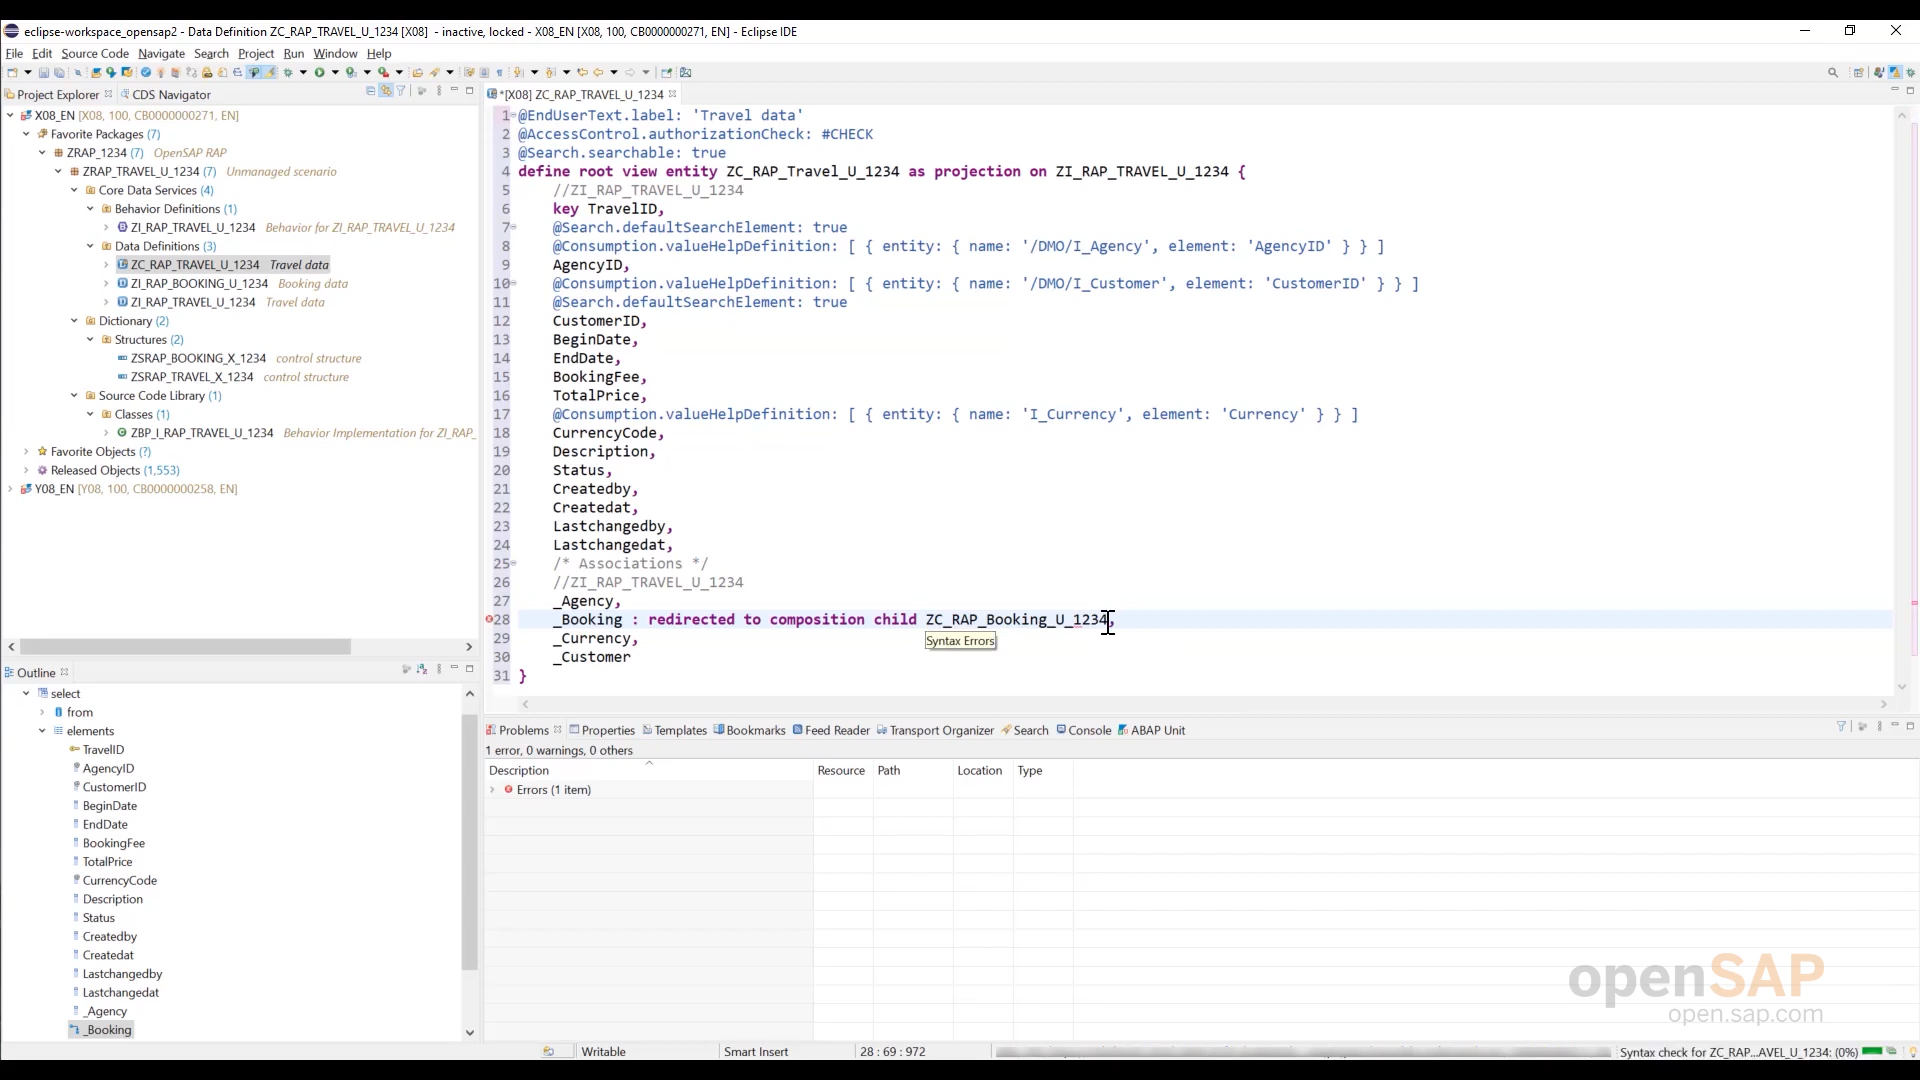 eclipse-workspace_opensap2 - Data Definition ZC_RAP_TRAVEL_U_1234 [X08] - inactive, locked - X08_EN [X08, 100, CB0000000271, EN] - Eclipse IDE
File Edit Source Code Navigate Search Project Run Window Help
Project Explorer CDS Navigator
X08_EN [X08, 100, CB0000000271, EN]
Favorite Packages (7)
ZRAP_1234 (7) OpenSAP RAP
ZRAP_TRAVEL_U_1234 (7) Unmanaged scenario
Core Data Services (4)
Behavior Definitions (1)
ZI_RAP_TRAVEL_U_1234 Behavior for ZI_RAP_TRAVEL_U_1234
Data Definitions (3)
ZC_RAP_TRAVEL_U_1234 Travel data
ZI_RAP_BOOKING_U_1234 Booking data
ZI_RAP_TRAVEL_U_1234 Travel data
Dictionary (2)
Structures (2)
ZSRAP_BOOKING_X_1234 control structure
ZSRAP_TRAVEL_X_1234 control structure
Source Code Library (1)
Classes (1)
ZBP_I_RAP_TRAVEL_U_1234 Behavior Implementation for ZI_RAP_
Favorite Objects (?)
Released Objects (1,553)
Y08_EN [Y08, 100, CB0000000258, EN]
*[X08] ZC_RAP_TRAVEL_U_1234
1 @EndUserText.label: 'Travel data'
2 @AccessControl.authorizationCheck: #CHECK
3 @Search.searchable: true
4 define root view entity ZC_RAP_Travel_U_1234 as projection on ZI_RAP_TRAVEL_U_1234 {
5 //ZI_RAP_TRAVEL_U_1234
6 key TravelID,
7 @Search.defaultSearchElement: true
8 @Consumption.valueHelpDefinition: [ { entity: { name: '/DMO/I_Agency', element: 'AgencyID' } } ]
9 AgencyID,
10 @Consumption.valueHelpDefinition: [ { entity: { name: '/DMO/I_Customer', element: 'CustomerID' } } ]
11 @Search.defaultSearchElement: true
12 CustomerID,
13 BeginDate,
14 EndDate,
15 BookingFee,
16 TotalPrice,
17 @Consumption.valueHelpDefinition: [ { entity: { name: 'I_Currency', element: 'Currency' } } ]
18 CurrencyCode,
19 Description,
20 Status,
21 Createdby,
22 Createdat,
23 Lastchangedby,
24 Lastchangedat,
25 /* Associations */
26 //ZI_RAP_TRAVEL_U_1234
27 _Agency,
28 _Booking : redirected to composition child ZC_RAP_Booking_U_1234,
Syntax Errors
29 _Currency,
30 _Customer
31 }
Outline
select
from
elements
TravelID
AgencyID
CustomerID
BeginDate
EndDate
BookingFee
TotalPrice
CurrencyCode
Description
Status
Createdby
Createdat
Lastchangedby
Lastchangedat
_Agency
_Booking
Problems Properties Templates Bookmarks Feed Reader Transport Organizer Search Console ABAP Unit
1 error, 0 warnings, 0 others
Description Resource Path Location Type
Errors (1 item)
openSAP
open.sap.com
Writable Smart Insert 28 : 69 : 972 Syntax check for ZC_RAP...AVEL_U_1234: (0%)